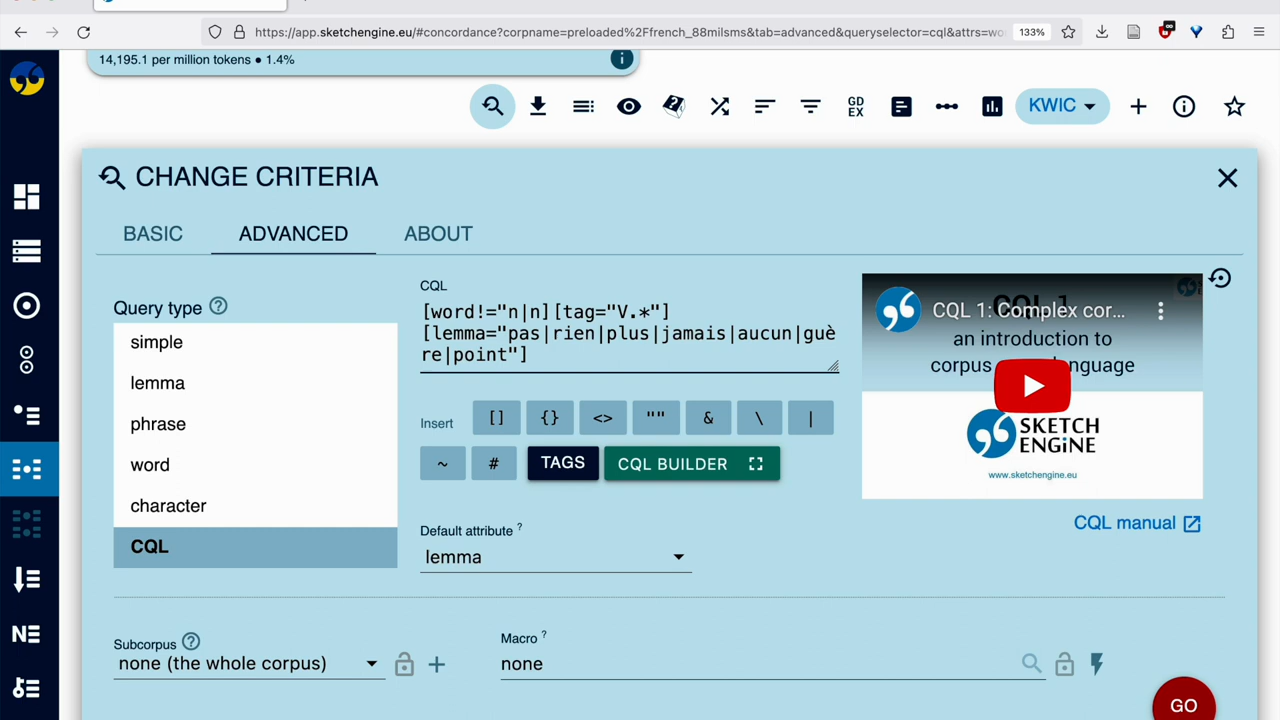 https://app.sketchengine.eu/#concordance?corpname=preloaded%2Ffrench_88milsms&tab=advanced&queryselector=cql&attrs=wo
133%
14,195.1 per million tokens ● 1.4%
GD
EX
KWIC
CHANGE CRITERIA
BASIC
ADVANCED
ABOUT
Query type ?
simple
lemma
phrase
word
character
CQL
CQL
[word!="n|n][tag="V.*"]
[lemma="pas|rien|plus|jamais|aucun|guè
re|point"]
Insert
[] {} <> "" & \ |
~ # TAGS CQL BUILDER
Default attribute ?
lemma
CQL 1: Complex cor...
an introduction to
corpus
SKETCH
ENGINE
www.sketchengine.eu
CQL manual
Subcorpus ?
none (the whole corpus)
Macro ?
none
GO